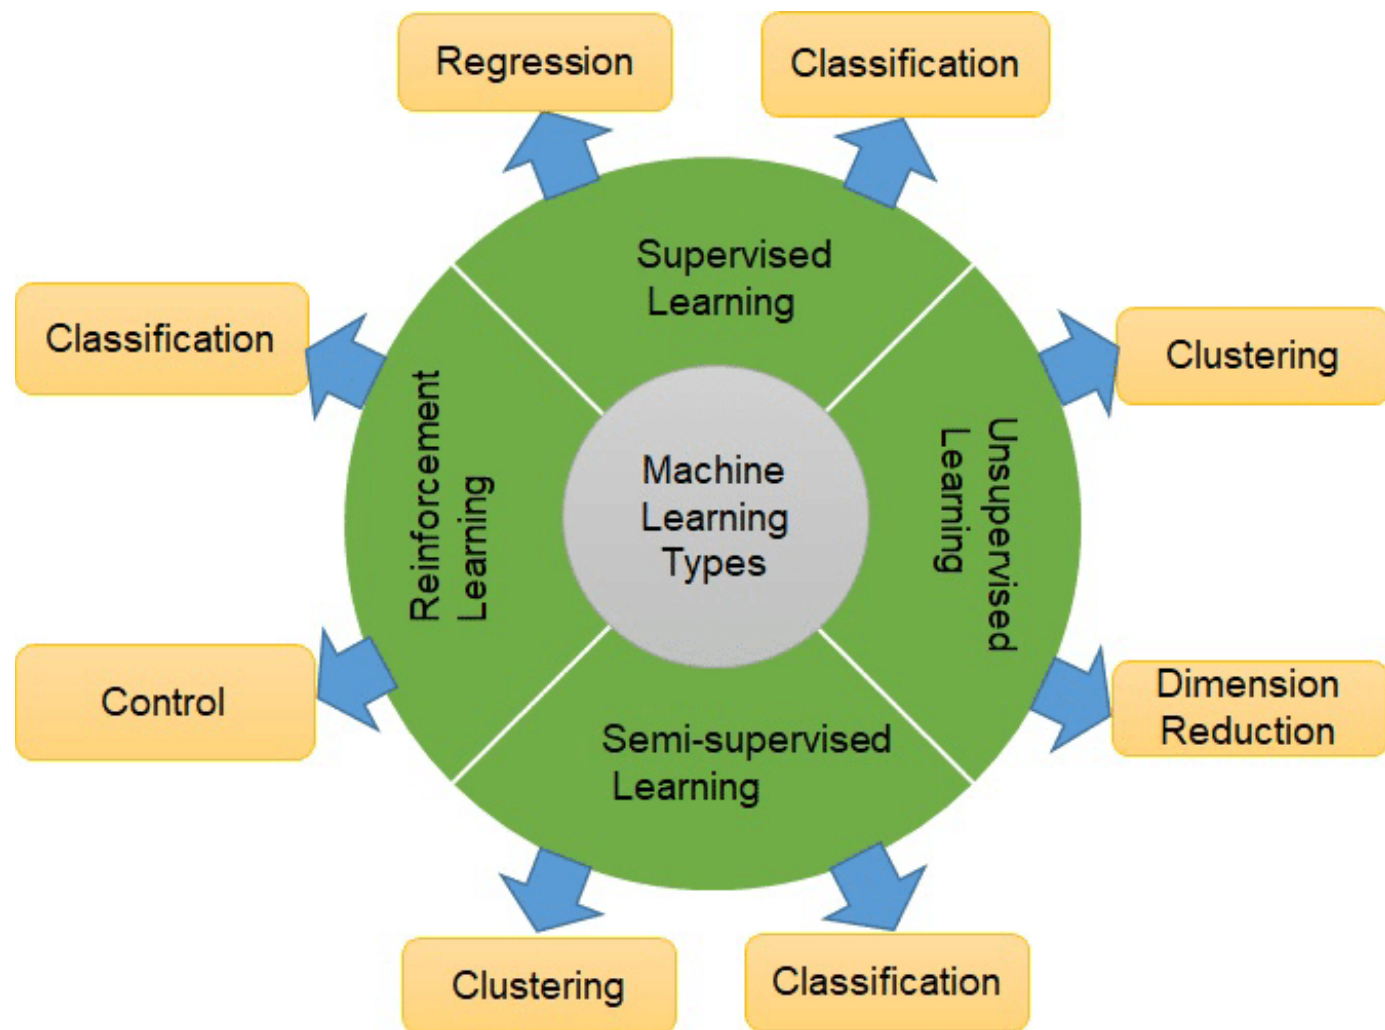 Regression
Classification
Supervised
Learning
Classification
Clustering
Reinforcement
Learning
Machine
Learning
Types
Unsupervised
Learning
Control
Dimension
Reduction
Semi-supervised
Learning
Clustering
Classification